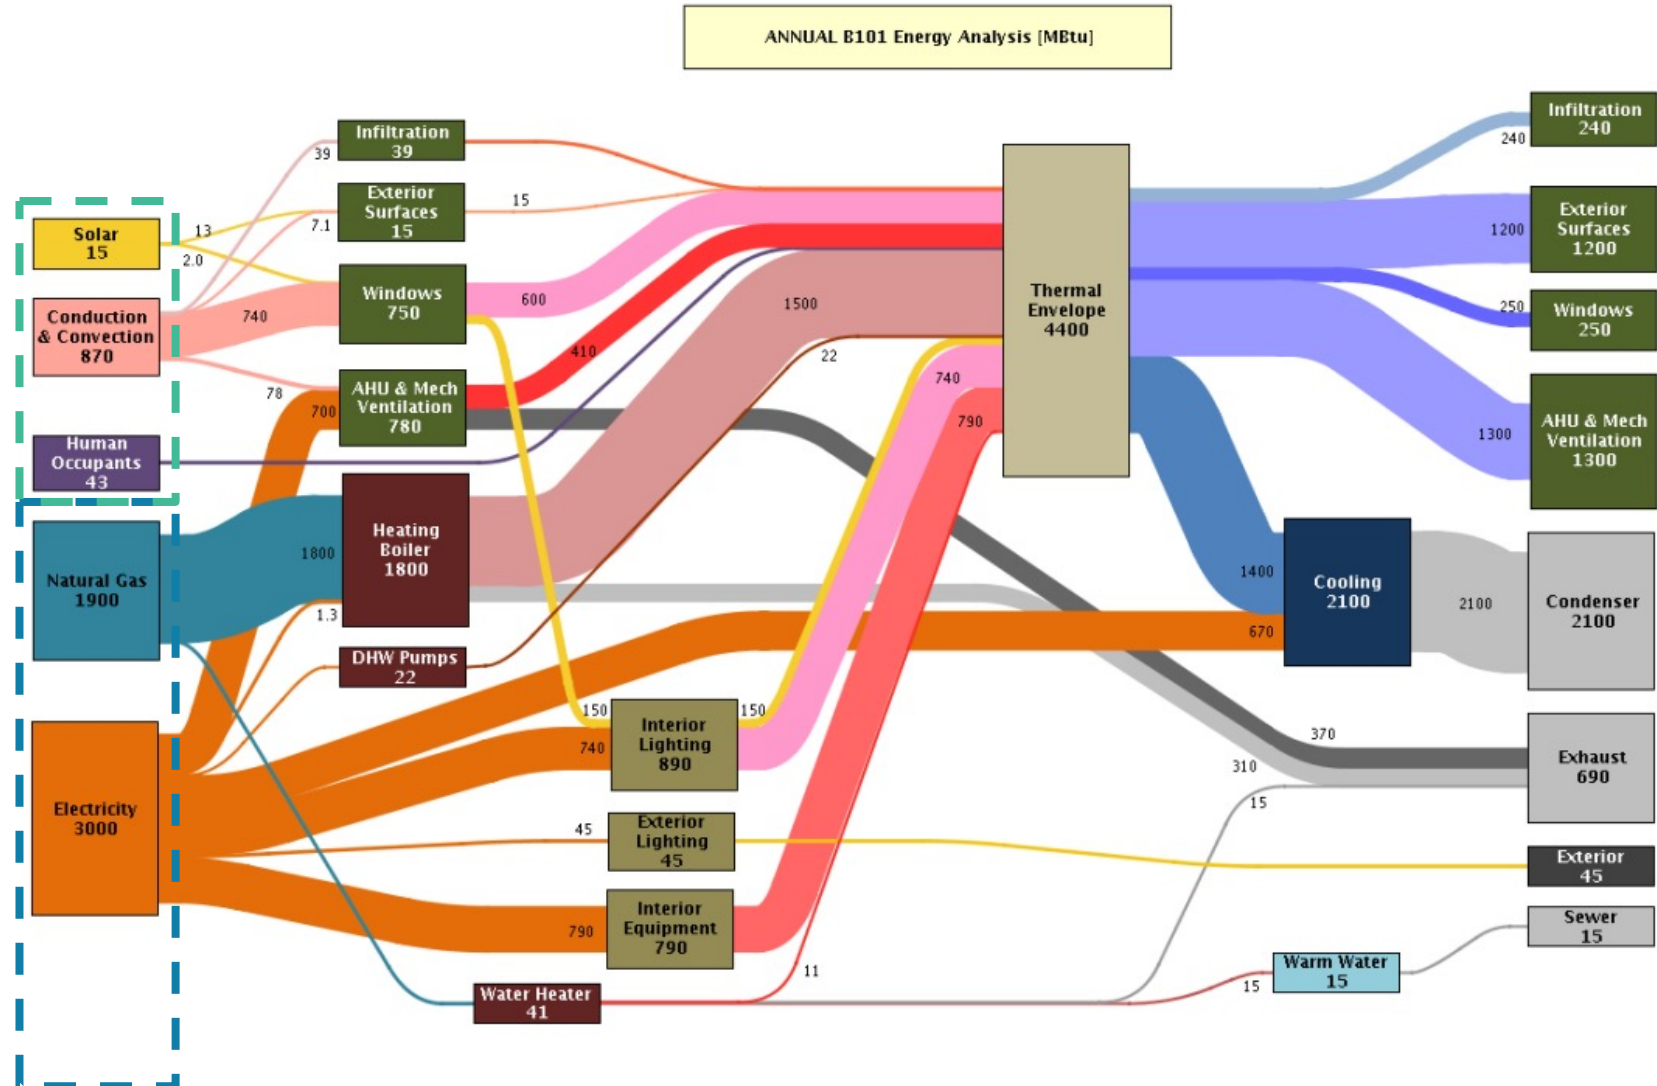 ANNUAL B101 Energy Analysis [MBtu]
Solar
15
Conduction
& Convection
870
Human
Occupants
43
Natural Gas
1900
Electricity
3000
13
2.0
39
7.1
740
78
700
1800
1.3
Infiltration
39
Exterior
Surfaces
15
Windows
750
AHU & Mech
Ventilation
780
Heating
Boiler
1800
DHW Pumps
22
15
600
410
1500
22
150
740
45
790
Interior
Lighting
890
Exterior
Lighting
45
Interior
Equipment
790
Water Heater
41
150
740
790
11
Thermal
Envelope
4400
240
1200
250
1300
1400
670
Cooling
2100
2100
370
310
15
15
Warm Water
15
Infiltration
240
Exterior
Surfaces
1200
Windows
250
AHU & Mech
Ventilation
1300
Condenser
2100
Exhaust
690
Exterior
45
Sewer
15